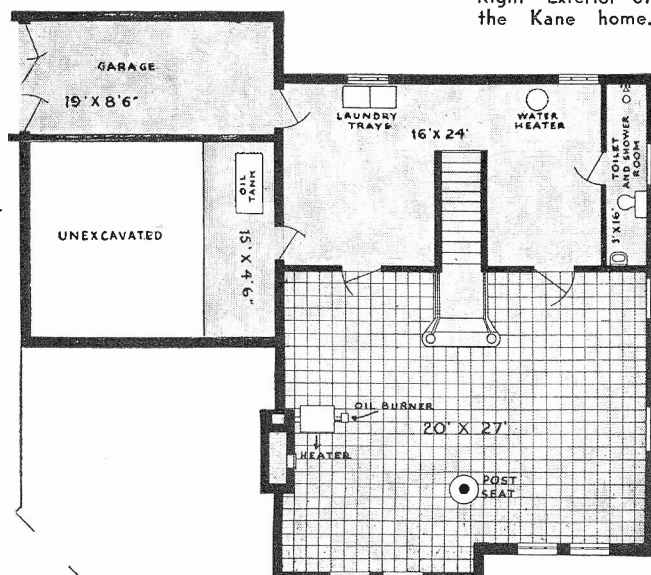 Right Exterior of
the Kane home.
GARAGE
19' X 8'6"
LAUNDRY
TRAYS
16' X 24'
WATER
HEATER
TOILET
AND SHOWER
ROOM
3' X 16'
OIL
TANK
15' X 4'6"
UNEXCAVATED
OIL BURNER
20' X 27'
HEATER
POST
SEAT